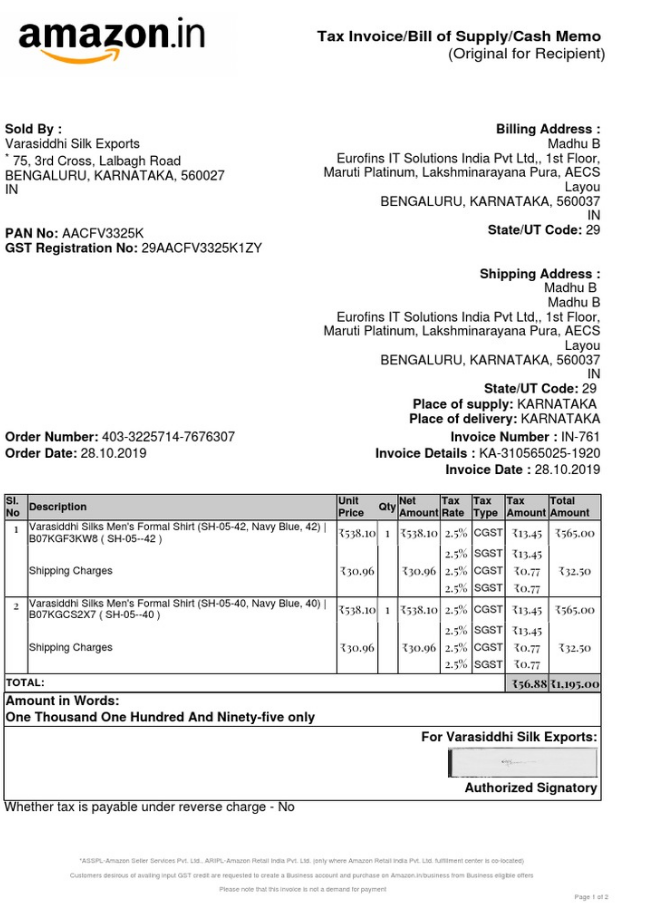 amazon.in
Tax Invoice/Bill of Supply/Cash Memo
(Original for Recipient)
Sold By :
Varasiddhi Silk Exports
* 75, 3rd Cross, Lalbagh Road
BENGALURU, KARNATAKA, 560027
IN
PAN No: AACFV3325K
GST Registration No: 29AACFV3325K1ZY
Billing Address :
Madhu B
Eurofins IT Solutions India Pvt Ltd,, 1st Floor,
Maruti Platinum, Lakshminarayana Pura, AECS
Layou
BENGALURU, KARNATAKA, 560037
IN
State/UT Code: 29
Shipping Address :
Madhu B
Madhu B
Eurofins IT Solutions India Pvt Ltd,, 1st Floor,
Maruti Platinum, Lakshminarayana Pura, AECS
Layou
BENGALURU, KARNATAKA, 560037
IN
State/UT Code: 29
Place of supply: KARNATAKA
Place of delivery: KARNATAKA
Order Number: 403-3225714-7676307
Order Date: 28.10.2019
Invoice Number : IN-761
Invoice Details : KA-310565025-1920
Invoice Date : 28.10.2019
Sl. No Description Unit Price Qty Net Amount Tax Rate Tax Type Tax Amount Total Amount
1 Varasiddhi Silks Men's Formal Shirt (SH-05-42, Navy Blue, 42) | ₹538.10 1 ₹538.10 2.5% CGST ₹13.45 ₹565.00
B07KGF3KW8 ( SH-05--42 )
2.5% SGST ₹13.45
Shipping Charges ₹30.96 ₹30.96 2.5% CGST ₹0.77 ₹32.50
2.5% SGST ₹0.77
2 Varasiddhi Silks Men's Formal Shirt (SH-05-40, Navy Blue, 40) | ₹538.10 1 ₹538.10 2.5% CGST ₹13.45 ₹565.00
B07KGCS2X7 ( SH-05--40 )
2.5% SGST ₹13.45
Shipping Charges ₹30.96 ₹30.96 2.5% CGST ₹0.77 ₹32.50
2.5% SGST ₹0.77
TOTAL: ₹56.88 ₹1,195.00
Amount in Words:
One Thousand One Hundred And Ninety-five only
For Varasiddhi Silk Exports:
Authorized Signatory
Whether tax is payable under reverse charge - No
*ASSPL-Amazon Seller Services Pvt. Ltd., ARIPL-Amazon Retail India Pvt. Ltd. (only where Amazon Retail India Pvt. Ltd. fulfillment center is co-located)
Customers desirous of availing input GST credit are requested to create a Business account and purchase on Amazon.in/business from Business eligible offers
Please note that this invoice is not a demand for payment
Page 1 of 2